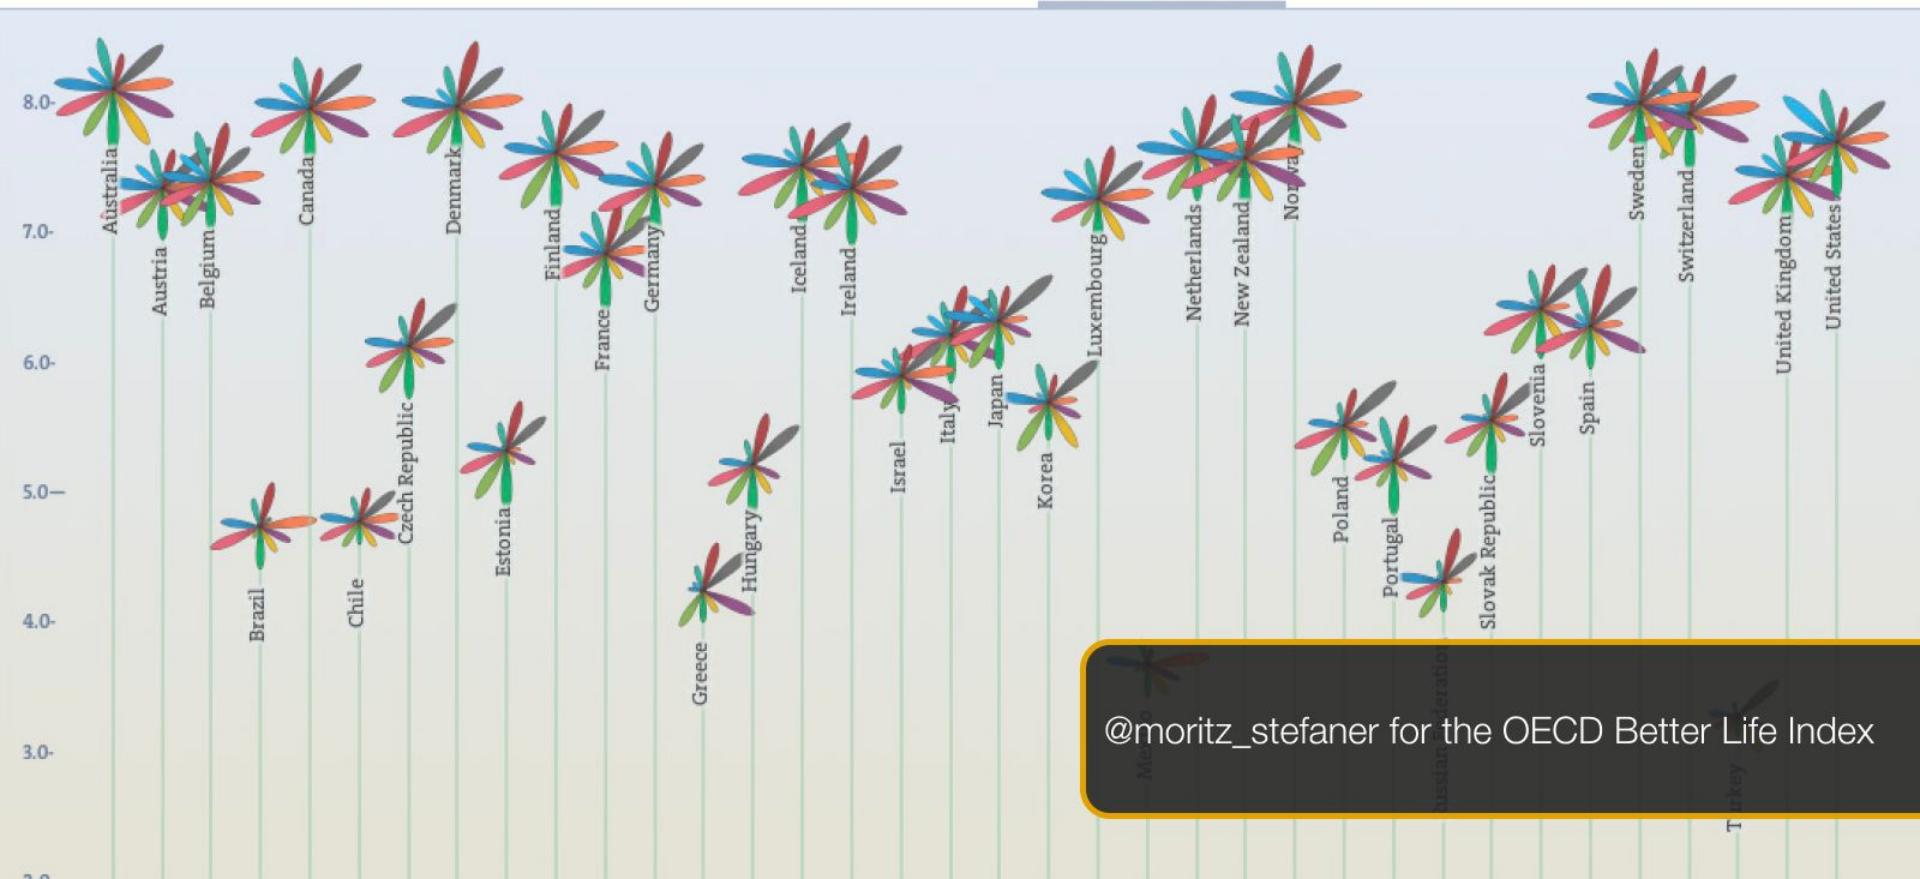 8.0-
7.0-
6.0-
5.0-
4.0-
3.0-
Australia
Austria
Belgium
Brazil
Canada
Chile
Czech Republic
Denmark
Estonia
Finland
France
Germany
Greece
Hungary
Iceland
Ireland
Israel
Italy
Japan
Korea
Luxembourg
Netherlands
New Zealand
Norway
Poland
Portugal
Slovak Republic
Slovenia
Spain
Sweden
Switzerland
Turkey
United Kingdom
United States
@moritz_stefaner for the OECD Better Life Index